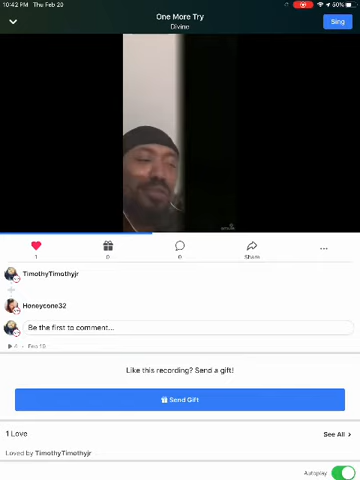 10:42 PM Thu Feb 20
50%
One More Try
Divine
Sing
1
0
0
Share
TimothyTimothyjr
Honeycone32
Be the first to comment...
6 · Feb 19
Like this recording? Send a gift!
Send Gift
1 Love
See All >
Loved by TimothyTimothyjr
Autoplay